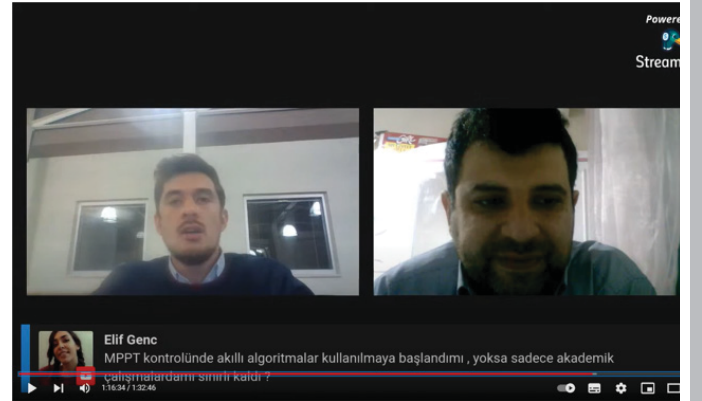 Powere
Stream
Elif Genc
MPPT kontrolünde akıllı algoritmalar kullanılmaya başlandımı , yoksa sadece akademik
çalışmalardamı sınırlı kaldı ?
1:16:34 / 1:32:46